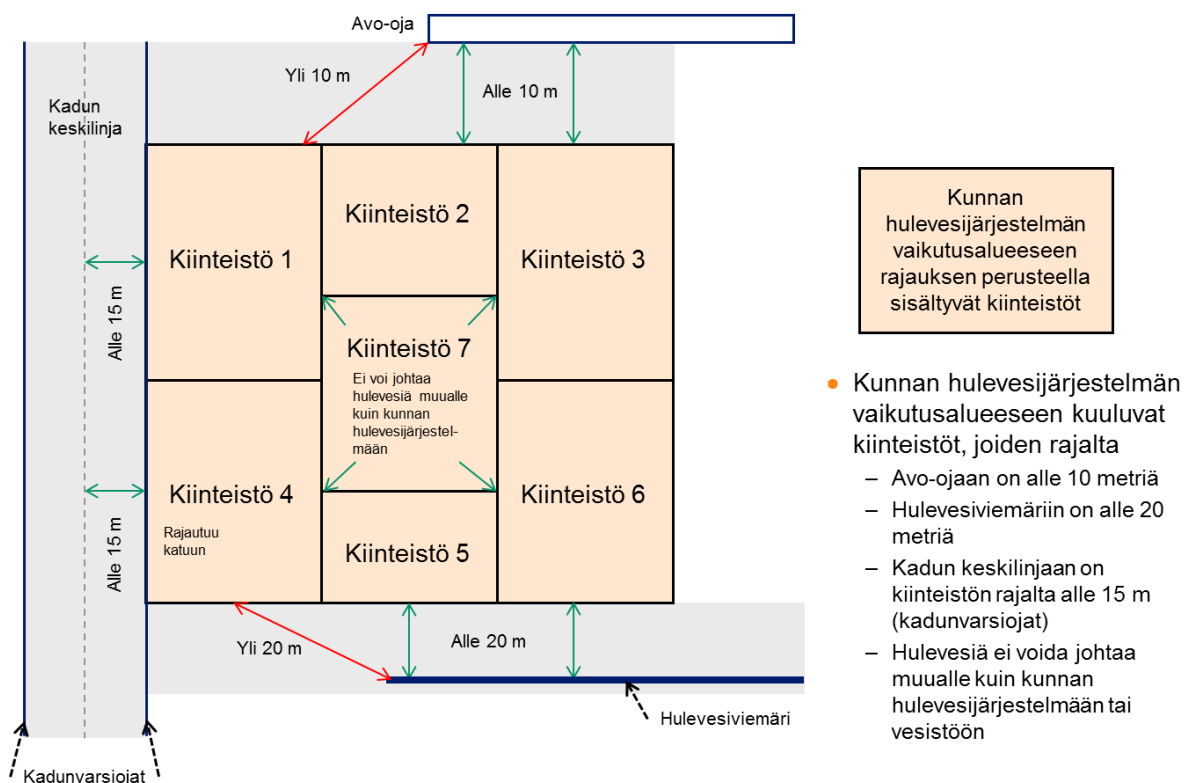 Avo-oja
Yli 10 m
Alle 10 m
Kadun
keskilinja
Kiinteistö 1
Kiinteistö 2
Kiinteistö 3
Alle 15 m
Kiinteistö 7
Ei voi johtaa
hulevesiä muualle
kuin kunnan
hulevesijärjestel-
mään
Kiinteistö 4
Rajautuu
katuun
Kiinteistö 5
Kiinteistö 6
Alle 15 m
Yli 20 m
Alle 20 m
Hulevesiviemäri
Kadunvarsiojat
Kunnan
hulevesijärjestelmän
vaikutusalueeseen
rajauksen perusteella
sisältyvät kiinteistöt
• Kunnan hulevesijärjestelmän
vaikutusalueeseen kuuluvat
kiinteistöt, joiden rajalta
– Avo-ojaan on alle 10 metriä
– Hulevesiviemäriin on alle 20
metriä
– Kadun keskilinjaan on
kiinteistön rajalta alle 15 m
(kadunvarsiojat)
– Hulevesiä ei voida johtaa
muualle kuin kunnan
hulevesijärjestelmään tai
vesistöön